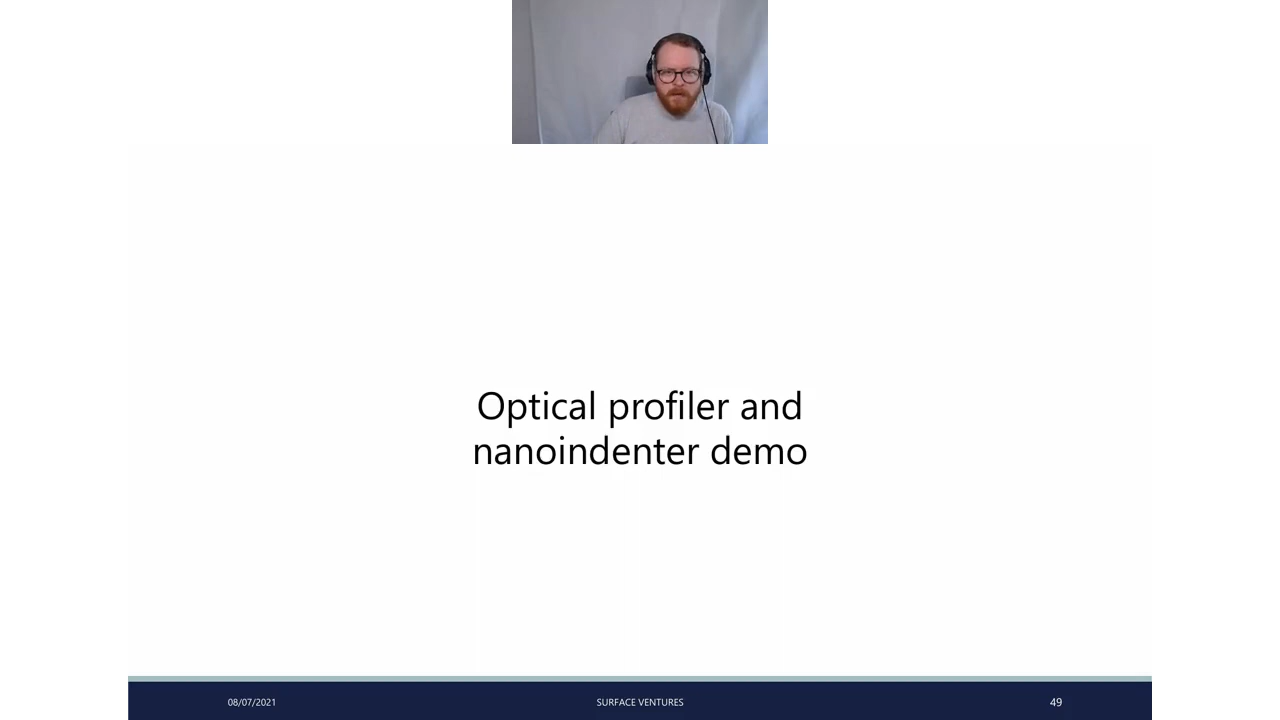 Optical profiler and
nanoindenter demo
08/07/2021
SURFACE VENTURES
49